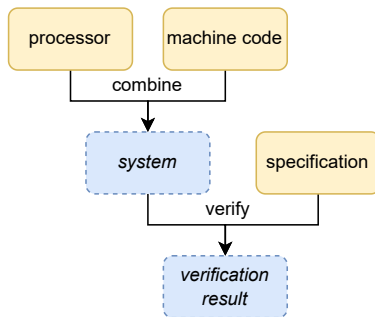 processor
machine code
combine
system
specification
verify
verification
result